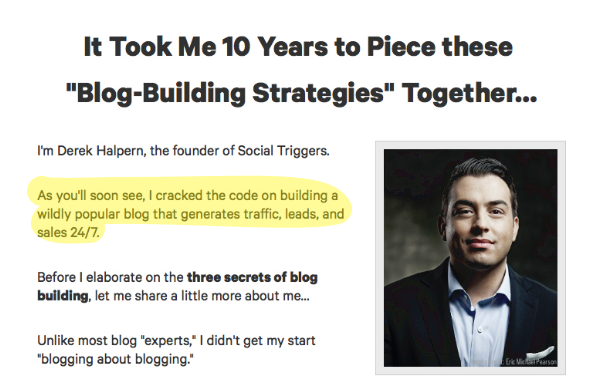 It Took Me 10 Years to Piece these
"Blog-Building Strategies" Together...
I'm Derek Halpern, the founder of Social Triggers.
As you'll soon see, I cracked the code on building a
wildly popular blog that generates traffic, leads, and
sales 24/7.
Before I elaborate on the three secrets of blog
building, let me share a little more about me...
Unlike most blog "experts," I didn't get my start
"blogging about blogging."
Eric Michael Pearson